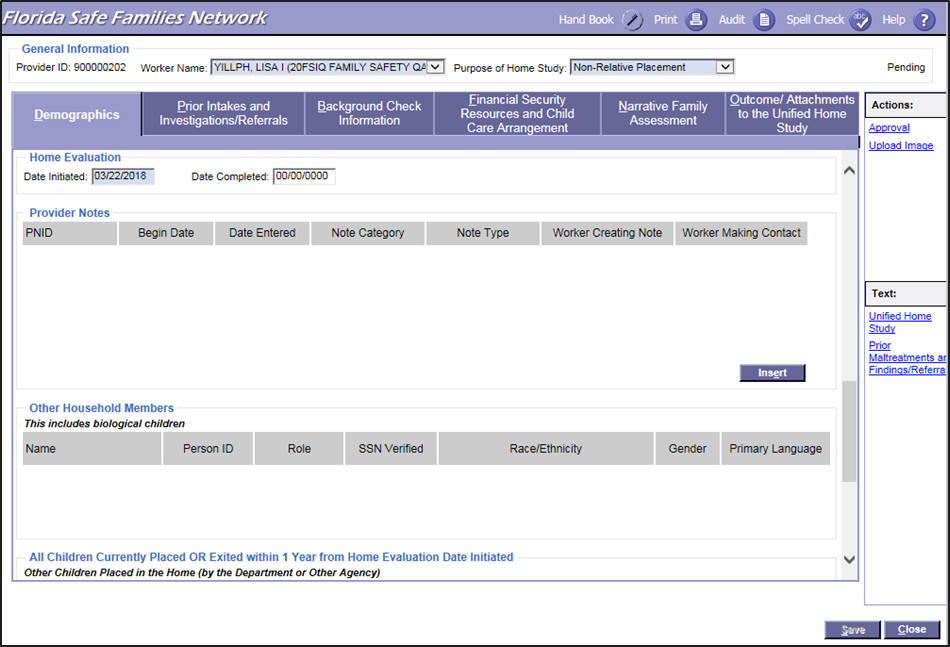 Florida Safe Families Network
Hand Book Print Audit Spell Check abc Help ?
General Information
Provider ID: 900000202 Worker Name: YILLPH, LISA I (20FSIQ FAMILY SAFETY QA Purpose of Home Study: Non-Relative Placement Pending
Demographics
Prior Intakes and
Investigations/Referrals
Background Check
Information
Financial Security
Resources and Child
Care Arrangement
Narrative Family
Assessment
Outcome/ Attachments
to the Unified Home
Study
Actions:
Approval
Upload Image
Home Evaluation
Date Initiated: 03/22/2018 Date Completed: 00/00/0000
Provider Notes
PNID Begin Date Date Entered Note Category Note Type Worker Creating Note Worker Making Contact
Insert
Text:
Unified Home
Study
Prior
Maltreatments ar
Findings/Referra
Other Household Members
This includes biological children
Name Person ID Role SSN Verified Race/Ethnicity Gender Primary Language
All Children Currently Placed OR Exited within 1 Year from Home Evaluation Date Initiated
Other Children Placed in the Home (by the Department or Other Agency)
Save Close